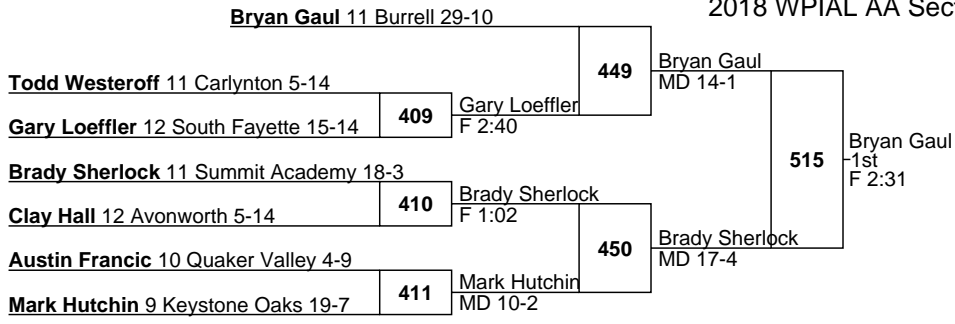 2018 WPIAL AA Sect
Bryan Gaul 11 Burrell 29-10
449
Bryan Gaul
MD 14-1
Todd Westeroff 11 Carlynton 5-14
409
Gary Loeffler
F 2:40
Gary Loeffler 12 South Fayette 15-14
515
Bryan Gaul
1st
F 2:31
Brady Sherlock 11 Summit Academy 18-3
410
Brady Sherlock
F 1:02
Clay Hall 12 Avonworth 5-14
450
Brady Sherlock
MD 17-4
Austin Francic 10 Quaker Valley 4-9
411
Mark Hutchin
MD 10-2
Mark Hutchin 9 Keystone Oaks 19-7